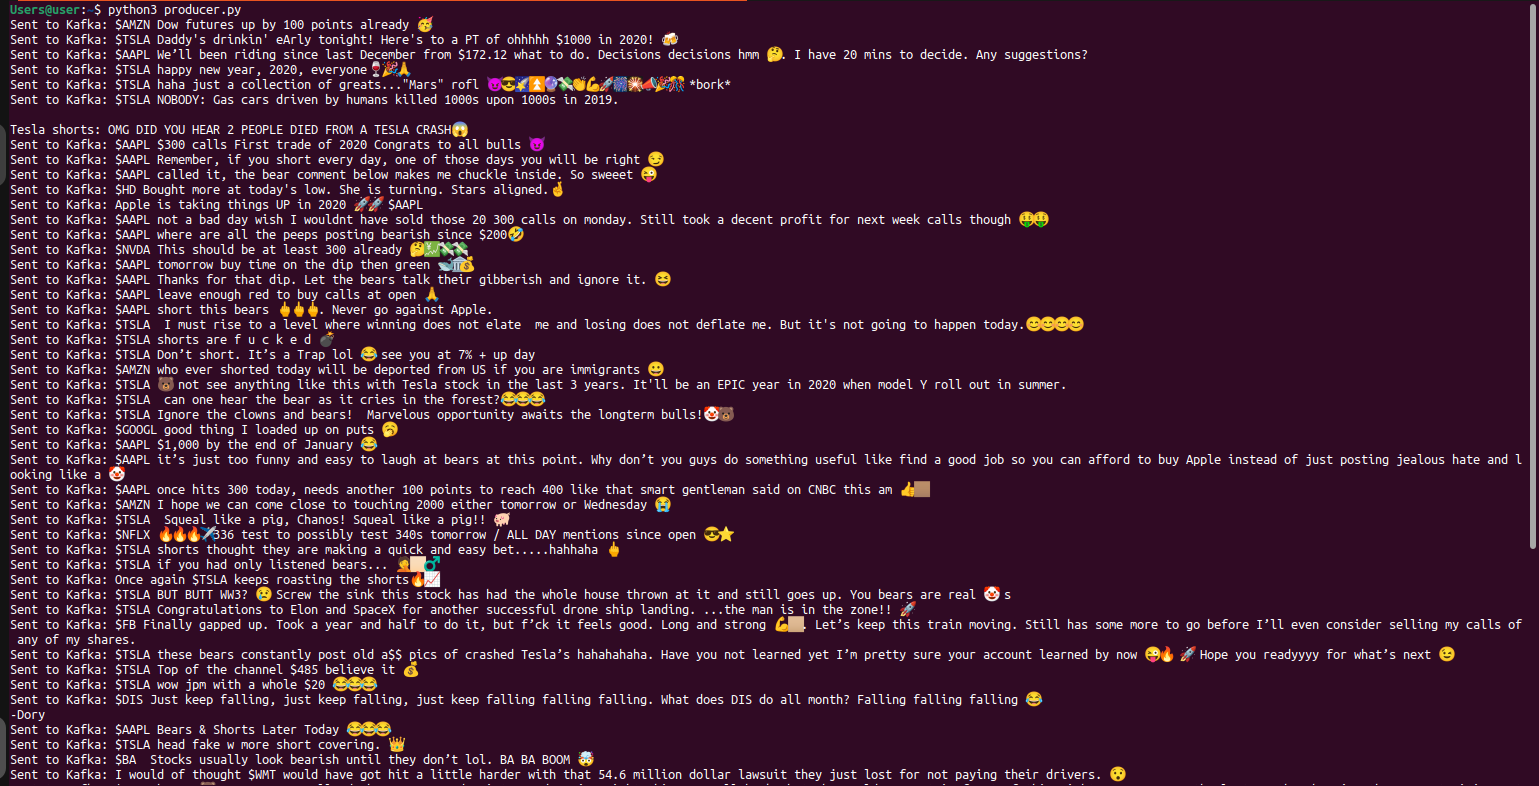 Users@user:~$ python3 producer.py
Sent to Kafka: $AMZN Dow futures up by 100 points already 🥳
Sent to Kafka: $TSLA Daddy's drinkin' eArly tonight! Here's to a PT of ohhhhh $1000 in 2020! 🍻
Sent to Kafka: $AAPL We’ll been riding since last December from $172.12 what to do. Decisions decisions hmm 🤔. I have 20 mins to decide. Any suggestions?
Sent to Kafka: $TSLA happy new year, 2020, everyone🍷🎉🙏
Sent to Kafka: $TSLA haha just a collection of greats..."Mars" rofl 😈😎🌠⏫🔮💸👏💪🚀🎆🎇📣🎉🎊 *bork*
Sent to Kafka: $TSLA NOBODY: Gas cars driven by humans killed 1000s upon 1000s in 2019.
Tesla shorts: OMG DID YOU HEAR 2 PEOPLE DIED FROM A TESLA CRASH😱
Sent to Kafka: $AAPL $300 calls First trade of 2020 Congrats to all bulls 😈
Sent to Kafka: $AAPL Remember, if you short every day, one of those days you will be right 😏
Sent to Kafka: $AAPL called it, the bear comment below makes me chuckle inside. So sweeet 😜
Sent to Kafka: $HD Bought more at today's low. She is turning. Stars aligned.🤞
Sent to Kafka: Apple is taking things UP in 2020 🚀🚀 $AAPL
Sent to Kafka: $AAPL not a bad day wish I wouldnt have sold those 20 300 calls on monday. Still took a decent profit for next week calls though 🤑🤑
Sent to Kafka: $AAPL where are all the peeps posting bearish since $200🤣
Sent to Kafka: $NVDA This should be at least 300 already 🤔💹💸💸
Sent to Kafka: $AAPL tomorrow buy time on the dip then green 🐋🏦💰
Sent to Kafka: $AAPL Thanks for that dip. Let the bears talk their gibberish and ignore it. 😆
Sent to Kafka: $AAPL leave enough red to buy calls at open 🙏
Sent to Kafka: $AAPL short this bears 🖕🖕🖕. Never go against Apple.
Sent to Kafka: $TSLA  I must rise to a level where winning does not elate  me and losing does not deflate me. But it's not going to happen today.😊😊😊😊
Sent to Kafka: $TSLA shorts are f u c k e d 💣
Sent to Kafka: $TSLA Don’t short. It’s a Trap lol 😂 see you at 7% + up day
Sent to Kafka: $AMZN who ever shorted today will be deported from US if you are immigrants 😀
Sent to Kafka: $TSLA 🐻 not see anything like this with Tesla stock in the last 3 years. It'll be an EPIC year in 2020 when model Y roll out in summer.
Sent to Kafka: $TSLA  can one hear the bear as it cries in the forest?😂😂😂
Sent to Kafka: $TSLA Ignore the clowns and bears!  Marvelous opportunity awaits the longterm bulls!🤡🐻
Sent to Kafka: $GOOGL good thing I loaded up on puts 🥱
Sent to Kafka: $AAPL $1,000 by the end of January 😂
Sent to Kafka: $AAPL it’s just too funny and easy to laugh at bears at this point. Why don’t you guys do something useful like find a good job so you can afford to buy Apple instead of just posting jealous hate and l
ooking like a 🤡
Sent to Kafka: $AAPL once hits 300 today, needs another 100 points to reach 400 like that smart gentleman said on CNBC this am 👍🏽
Sent to Kafka: $AMZN I hope we can come close to touching 2000 either tomorrow or Wednesday 😭
Sent to Kafka: $TSLA  Squeal like a pig, Chanos! Squeal like a pig!! 🐖
Sent to Kafka: $NFLX 🔥🔥🔥✈️336 test to possibly test 340s tomorrow / ALL DAY mentions since open 😎⭐
Sent to Kafka: $TSLA shorts thought they are making a quick and easy bet.....hahhaha 🖕
Sent to Kafka: $TSLA if you had only listened bears... 🤦🏼‍♂️
Sent to Kafka: Once again $TSLA keeps roasting the shorts🔥📈
Sent to Kafka: $TSLA BUT BUTT WW3? 😢 Screw the sink this stock has had the whole house thrown at it and still goes up. You bears are real 🤡 s
Sent to Kafka: $TSLA Congratulations to Elon and SpaceX for another successful drone ship landing. ...the man is in the zone!! 🚀
Sent to Kafka: $FB Finally gapped up. Took a year and half to do it, but f’ck it feels good. Long and strong 💪🏼. Let’s keep this train moving. Still has some more to go before I’ll even consider selling my calls of
any of my shares.
Sent to Kafka: $TSLA these bears constantly post old a$$ pics of crashed Tesla’s hahahahaha. Have you not learned yet I’m pretty sure your account learned by now 😜🔥 🚀 Hope you readyyyy for what’s next 😉
Sent to Kafka: $TSLA Top of the channel $485 believe it 💰
Sent to Kafka: $TSLA wow jpm with a whole $20 😂😂😂
Sent to Kafka: $DIS Just keep falling, just keep falling, just keep falling falling falling. What does DIS do all month? Falling falling falling 😂
-Dory
Sent to Kafka: $AAPL Bears & Shorts Later Today 😂😂😂
Sent to Kafka: $TSLA head fake w more short covering. 👑
Sent to Kafka: $BA  Stocks usually look bearish until they don’t lol. BA BA BOOM 🤯
Sent to Kafka: I would of thought $WMT would have got hit a little harder with that 54.6 million dollar lawsuit they just lost for not paying their drivers. 😯